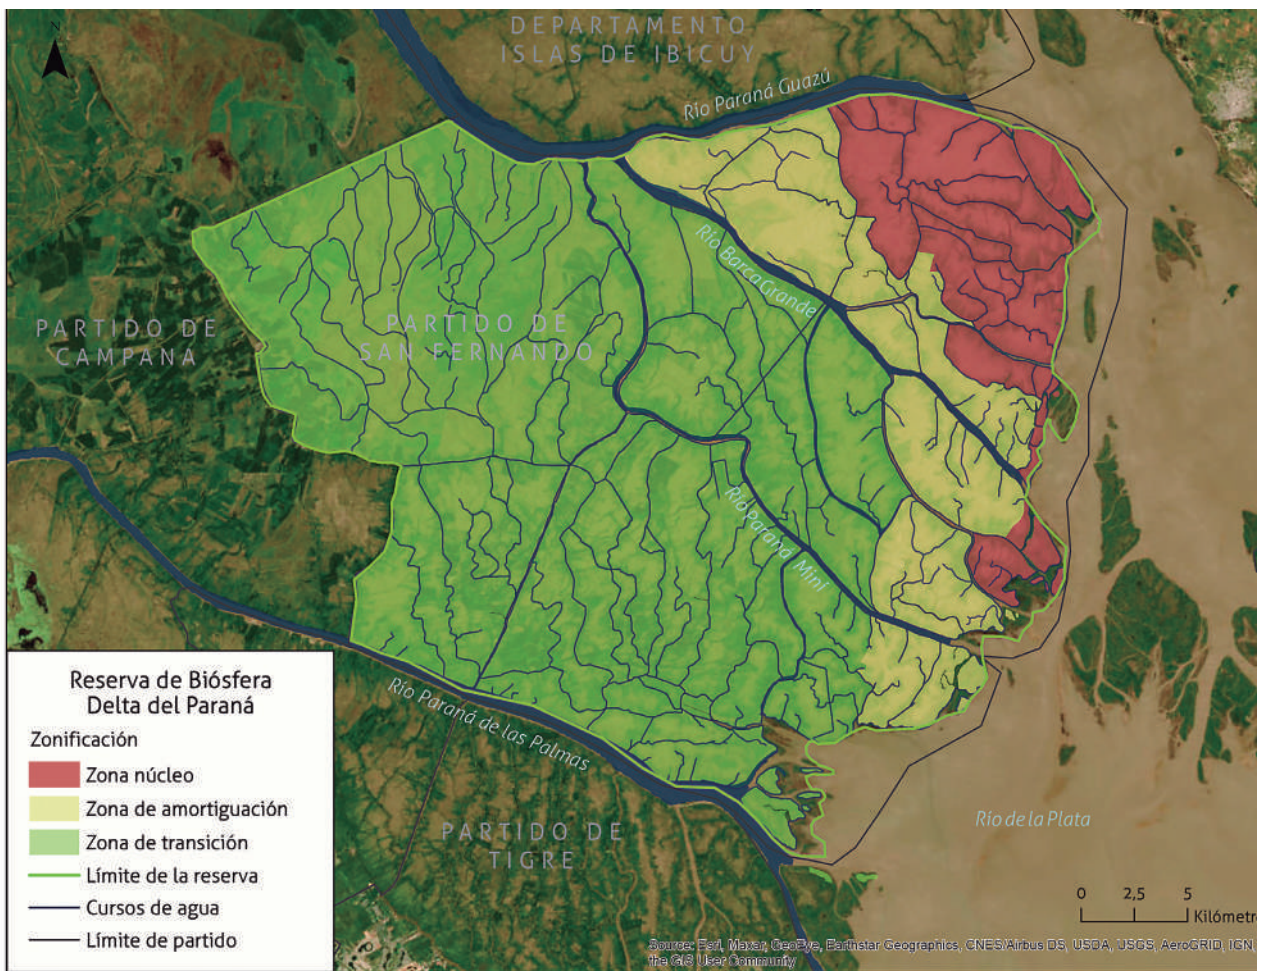 N
DEPARTAMENTO
ISLAS DE IBICUY
Río Paraná Guazú
Río Barca Grande
PARTIDO DE
CAMPANA
PARTIDO DE
SAN FERNANDO
Río Paraná Miní
Río Paraná de las Palmas
PARTIDO DE
TIGRE
Río de la Plata
Reserva de Biósfera
Delta del Paraná
Zonificación
Zona núcleo
Zona de amortiguación
Zona de transición
Límite de la reserva
Cursos de agua
Límite de partido
0 2,5 5
Kilómetr
Source: Esri, Maxar, GeoEye, Earthstar Geographics, CNES/Airbus DS, USDA, USGS, AeroGRID, IGN,
the GIS User Community